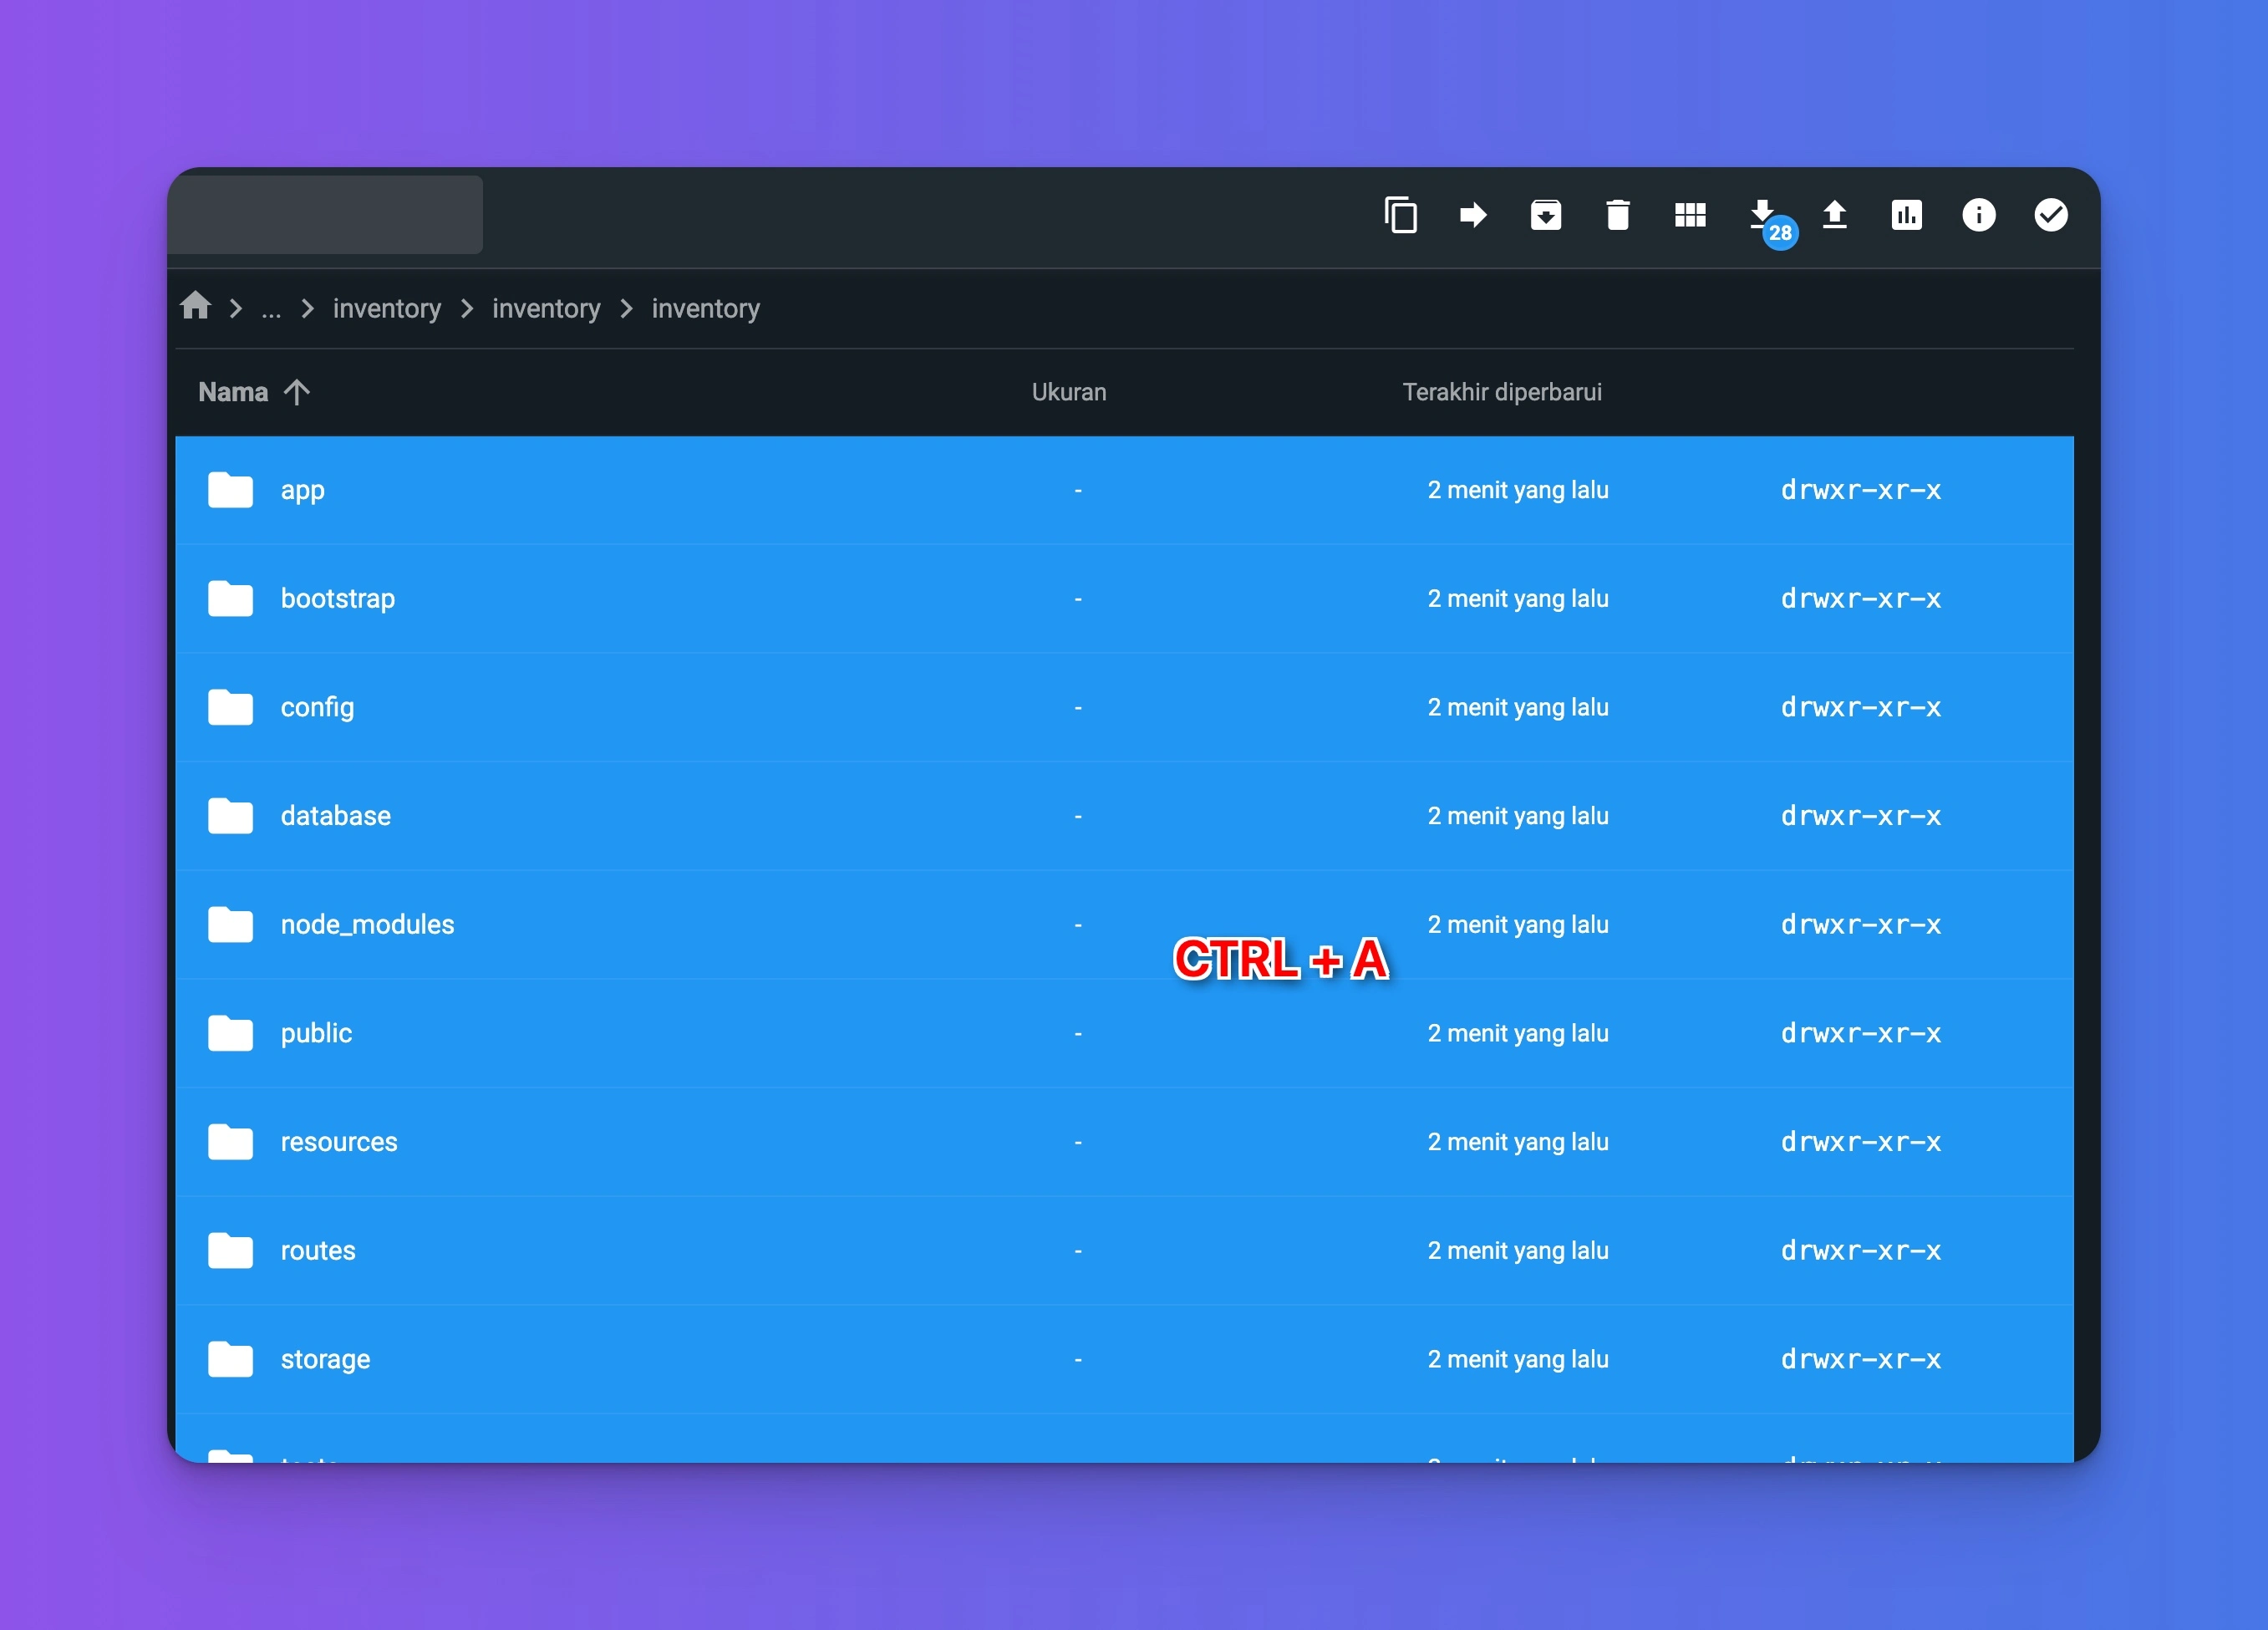 28
... inventory inventory inventory
Nama Ukuran Terakhir diperbarui
app - 2 menit yang lalu drwxr-xr-x
bootstrap - 2 menit yang lalu drwxr-xr-x
config - 2 menit yang lalu drwxr-xr-x
database - 2 menit yang lalu drwxr-xr-x
node_modules - 2 menit yang lalu drwxr-xr-x
CTRL + A
public - 2 menit yang lalu drwxr-xr-x
resources - 2 menit yang lalu drwxr-xr-x
routes - 2 menit yang lalu drwxr-xr-x
storage - 2 menit yang lalu drwxr-xr-x